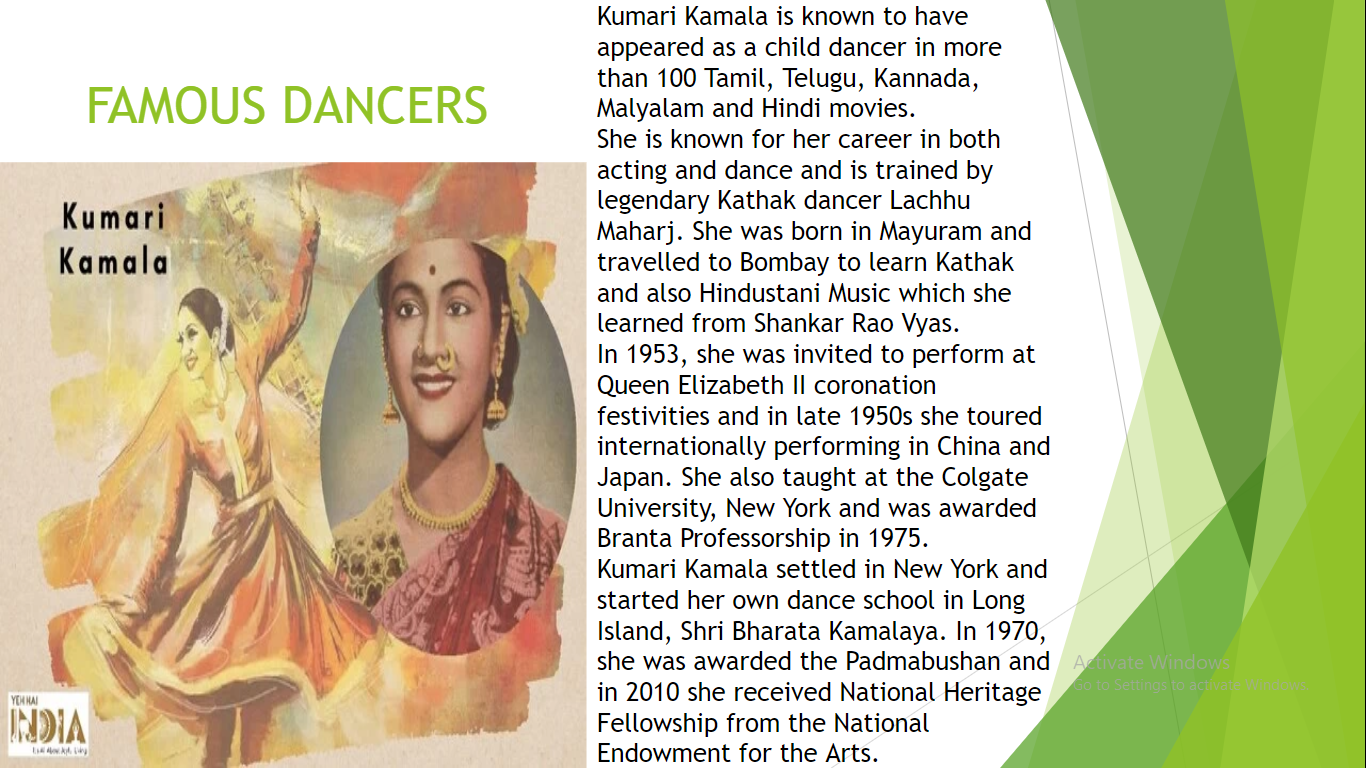 FAMOUS DANCERS
Kumari
Kamala
YEH HAI
INDIA
Kumari Kamala is known to have
appeared as a child dancer in more
than 100 Tamil, Telugu, Kannada,
Malyalam and Hindi movies.
She is known for her career in both
acting and dance and is trained by
legendary Kathak dancer Lachhu
Maharj. She was born in Mayuram and
travelled to Bombay to learn Kathak
and also Hindustani Music which she
learned from Shankar Rao Vyas.
In 1953, she was invited to perform at
Queen Elizabeth II coronation
festivities and in late 1950s she toured
internationally performing in China and
Japan. She also taught at the Colgate
University, New York and was awarded
Branta Professorship in 1975.
Kumari Kamala settled in New York and
started her own dance school in Long
Island, Shri Bharata Kamalaya. In 1970,
she was awarded the Padmabushan and
in 2010 she received National Heritage
Fellowship from the National
Endowment for the Arts.
Activate Windows
Go to Settings to activate Windows.